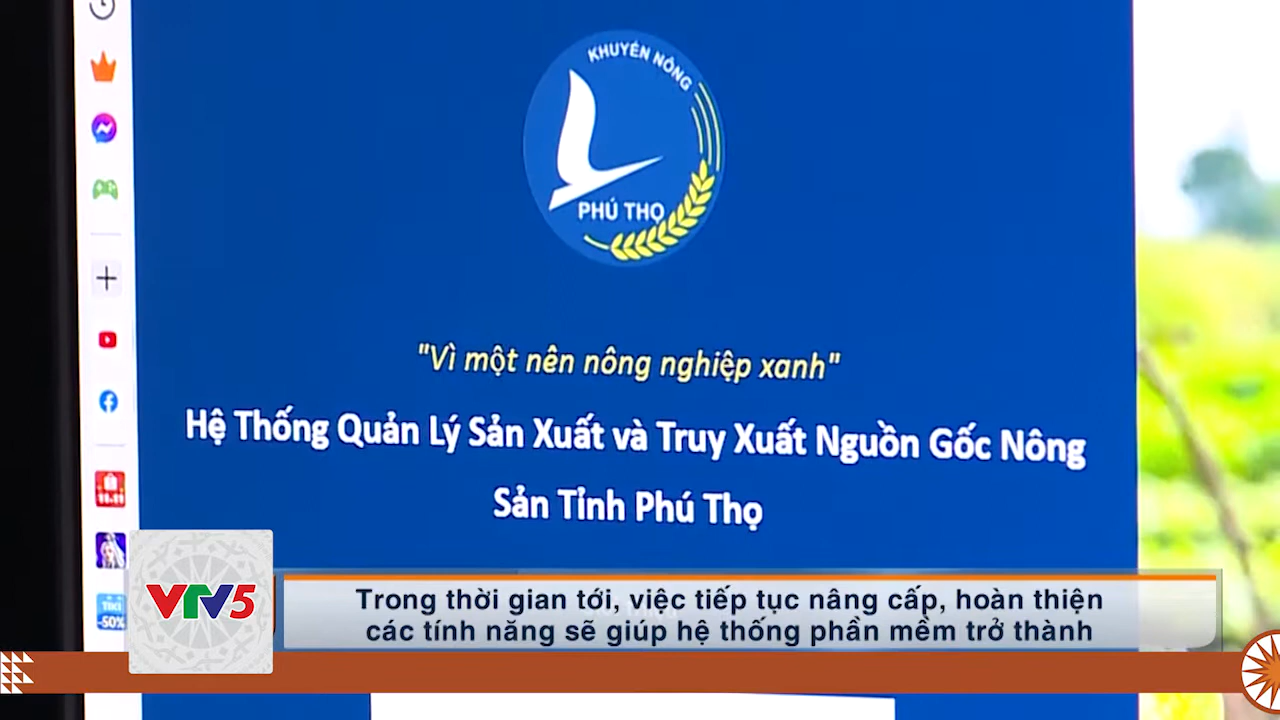 KHUYẾN NÔNG
PHÚ THỌ
"Vì một nên nông nghiệp xanh"
Hệ Thống Quản Lý Sản Xuất và Truy Xuất Nguồn Gốc Nông
Sản Tỉnh Phú Thọ
-50%
VTV5
Trong thời gian tới, việc tiếp tục nâng cấp, hoàn thiện
các tính năng sẽ giúp hệ thống phần mềm trở thành